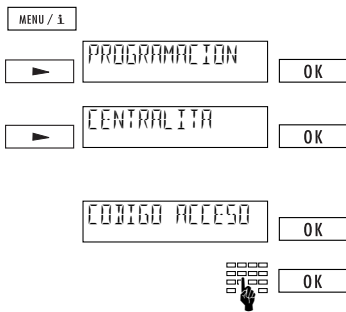 MENU / i
PROGRAMACION
OK
CENTRALITA
OK
CODIGO ACCESO
OK
OK